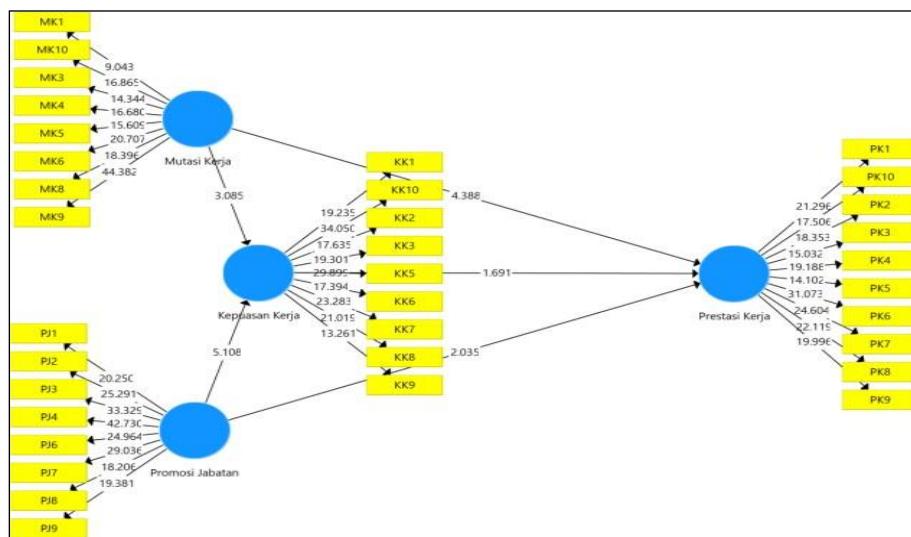 MK1
MK10
MK3
MK4
MK5
MK6
MK8
MK9
9.043
16.865
14.344
16.680
15.609
20.707
18.396
44.382
Mutasi Kerja
3.085
4.388
KK1
KK10
KK2
KK3
KK5
KK6
KK7
KK8
KK9
19.235
34.050
17.635
19.301
29.899
17.394
23.283
21.019
13.261
Kepuasan Kerja
1.691
5.108
2.035
PK1
PK10
PK2
PK3
PK4
PK5
PK6
PK7
PK8
PK9
21.296
17.506
18.353
15.032
19.188
14.102
31.073
24.604
22.119
19.996
Prestasi Kerja
PJ1
PJ2
PJ3
PJ4
PJ6
PJ7
PJ8
PJ9
20.250
25.291
33.329
42.730
24.964
29.036
18.206
19.381
Promosi Jabatan